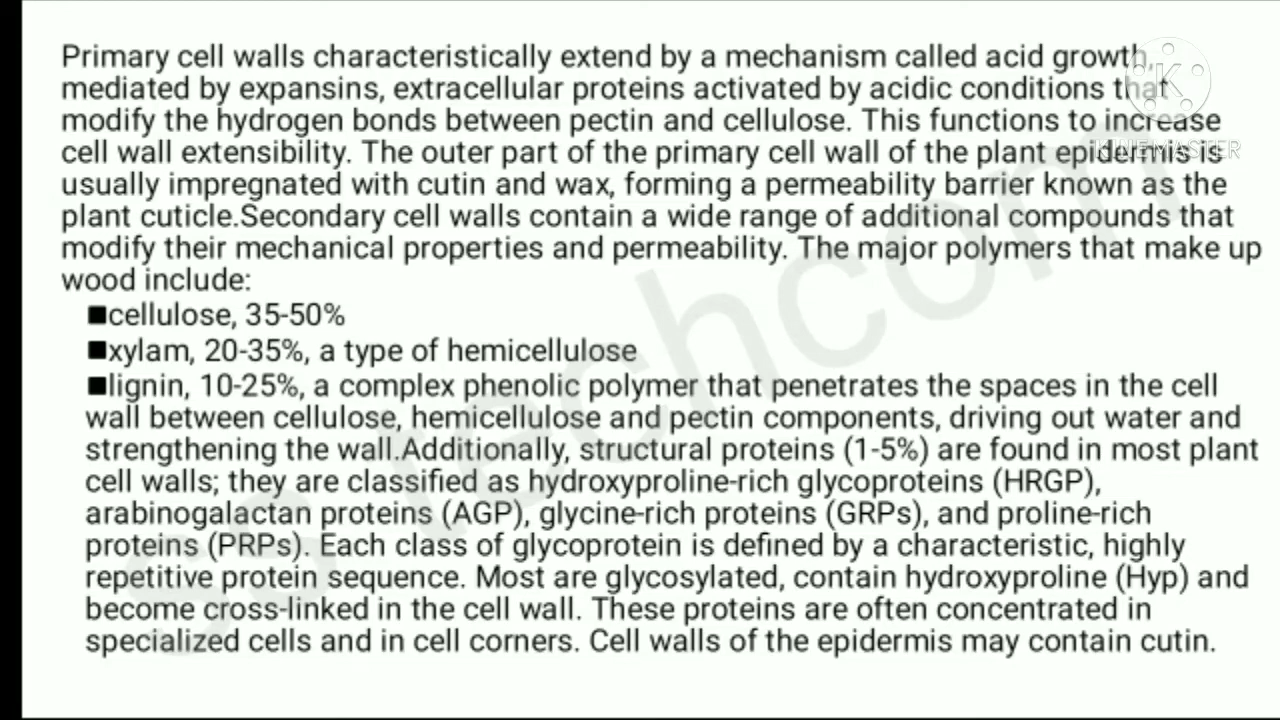 Primary cell walls characteristically extend by a mechanism called acid growth,
mediated by expansins, extracellular proteins activated by acidic conditions that
modify the hydrogen bonds between pectin and cellulose. This functions to increase
cell wall extensibility. The outer part of the primary cell wall of the plant epidermis is
usually impregnated with cutin and wax, forming a permeability barrier known as the
plant cuticle.Secondary cell walls contain a wide range of additional compounds that
modify their mechanical properties and permeability. The major polymers that make up
wood include:
■cellulose, 35-50%
■xylam, 20-35%, a type of hemicellulose
■lignin, 10-25%, a complex phenolic polymer that penetrates the spaces in the cell
wall between cellulose, hemicellulose and pectin components, driving out water and
strengthening the wall.Additionally, structural proteins (1-5%) are found in most plant
cell walls; they are classified as hydroxyproline-rich glycoproteins (HRGP),
arabinogalactan proteins (AGP), glycine-rich proteins (GRPs), and proline-rich
proteins (PRPs). Each class of glycoprotein is defined by a characteristic, highly
repetitive protein sequence. Most are glycosylated, contain hydroxyproline (Hyp) and
become cross-linked in the cell wall. These proteins are often concentrated in
specialized cells and in cell corners. Cell walls of the epidermis may contain cutin.
K
KINEMASTER
So techcom